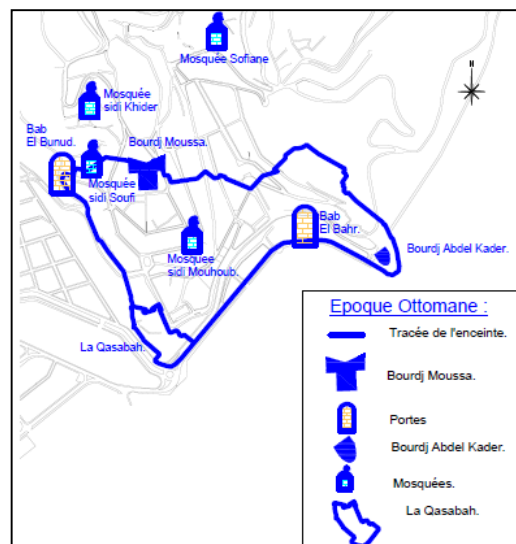 Mosquée Sofiane
N
Mosquée
sidi Khider
Bab
El Bunud.
Bourdj Moussa.
Mosquée
sidi Soufi
Bab
El Bahr.
Mosquee
sidi Mouhoub.
Bourdj Abdel Kader.
La Qasabah.
Epoque Ottomane :
Tracée de l'enceinte.
Bourdj Moussa.
Portes
Bourdj Abdel Kader.
Mosquées.
La Qasabah.